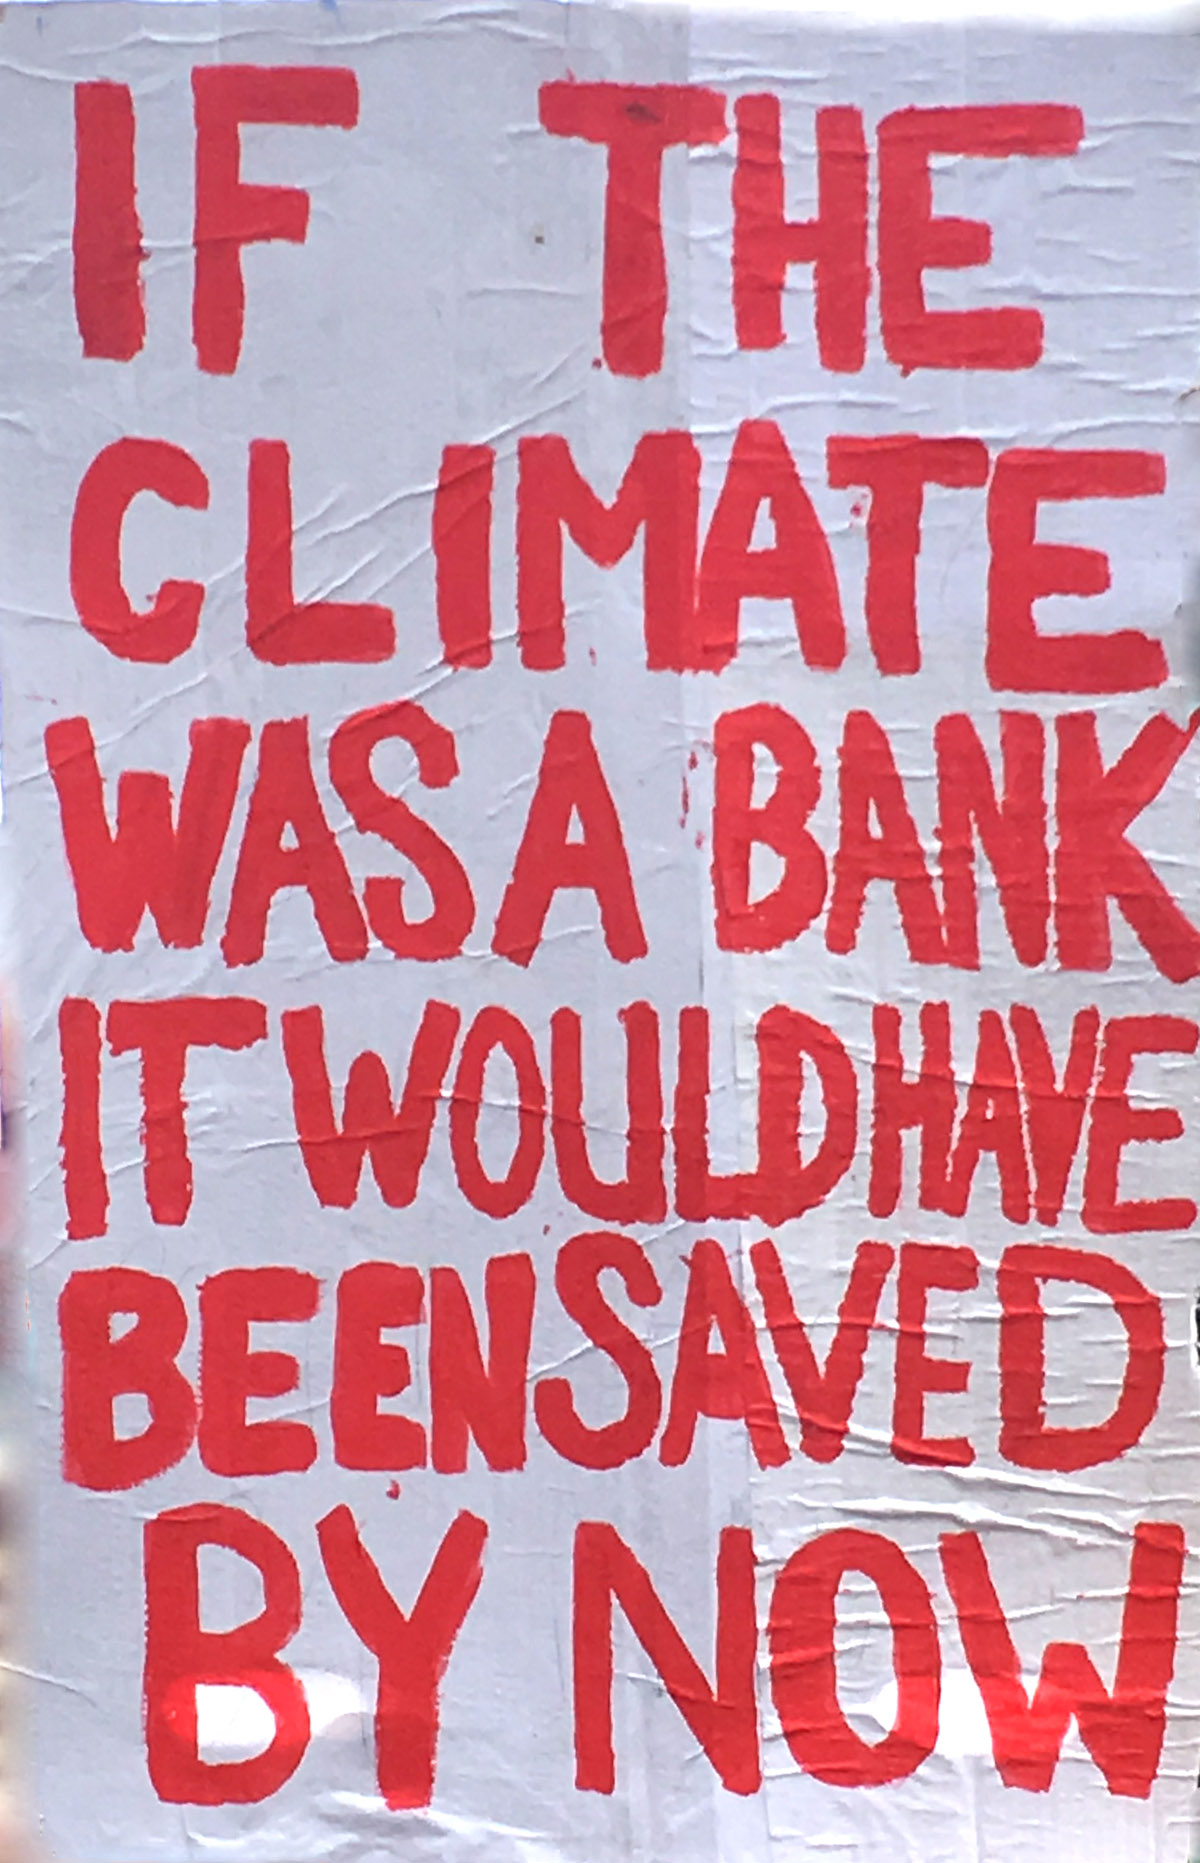 IF THE
CLIMATE
WAS A BANK
IT WOULD HAVE
BEEN SAVED
BY NOW